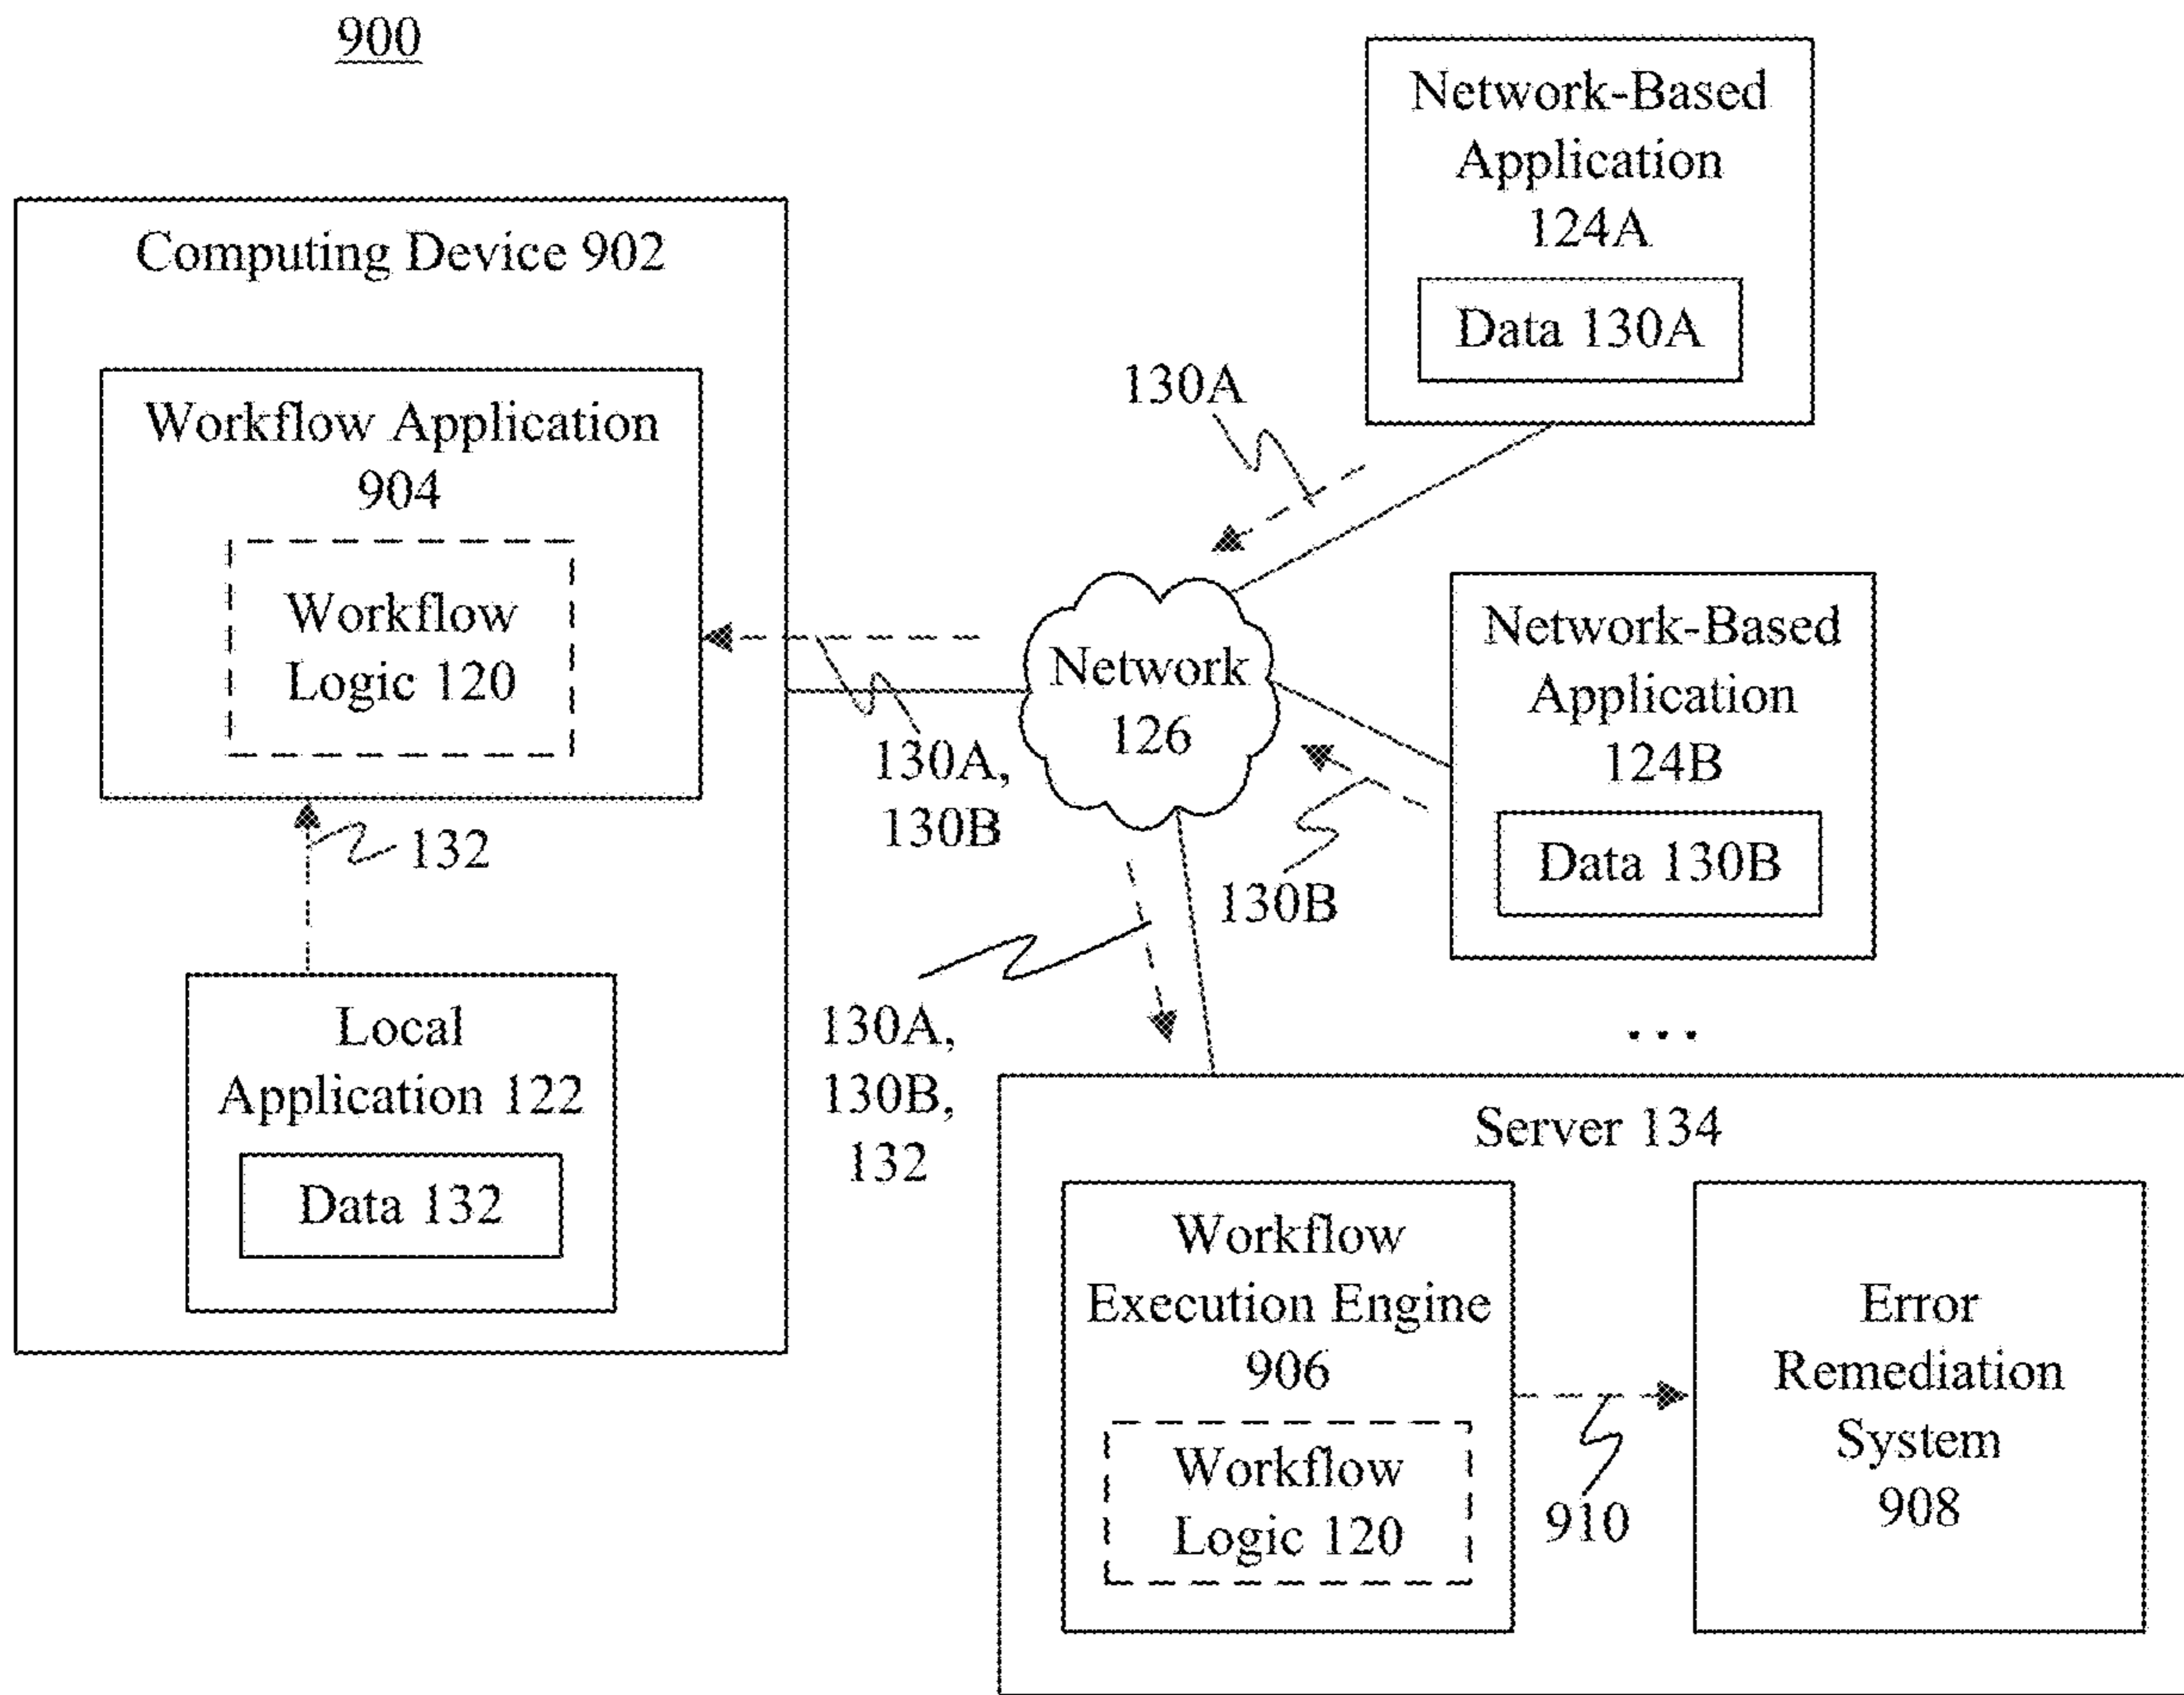 900
Network-Based
Application
124A
Data 130A
Computing Device 902
Workflow Application
904
Workflow
Logic 120
132
Local
Application 122
Data 132
130A
130A,
130B
Network
126
Network-Based
Application
124B
Data 130B
130B
130A,
130B,
132
...
Server 134
Workflow
Execution Engine
906
Workflow
Logic 120
910
Error
Remediation
System
908